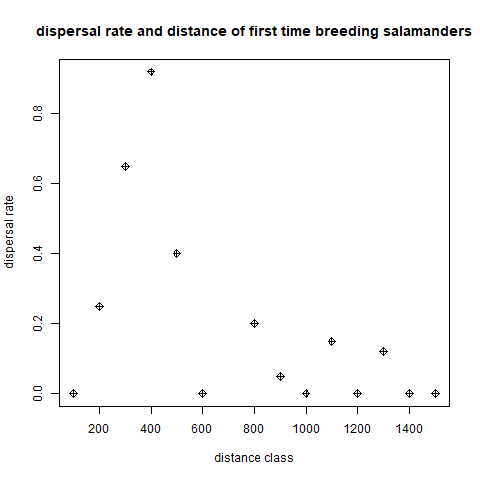 dispersal rate and distance of first time breeding salamanders
dispersal rate
0.8
0.6
0.4
0.2
0.0
200 400 600 800 1000 1200 1400
distance class